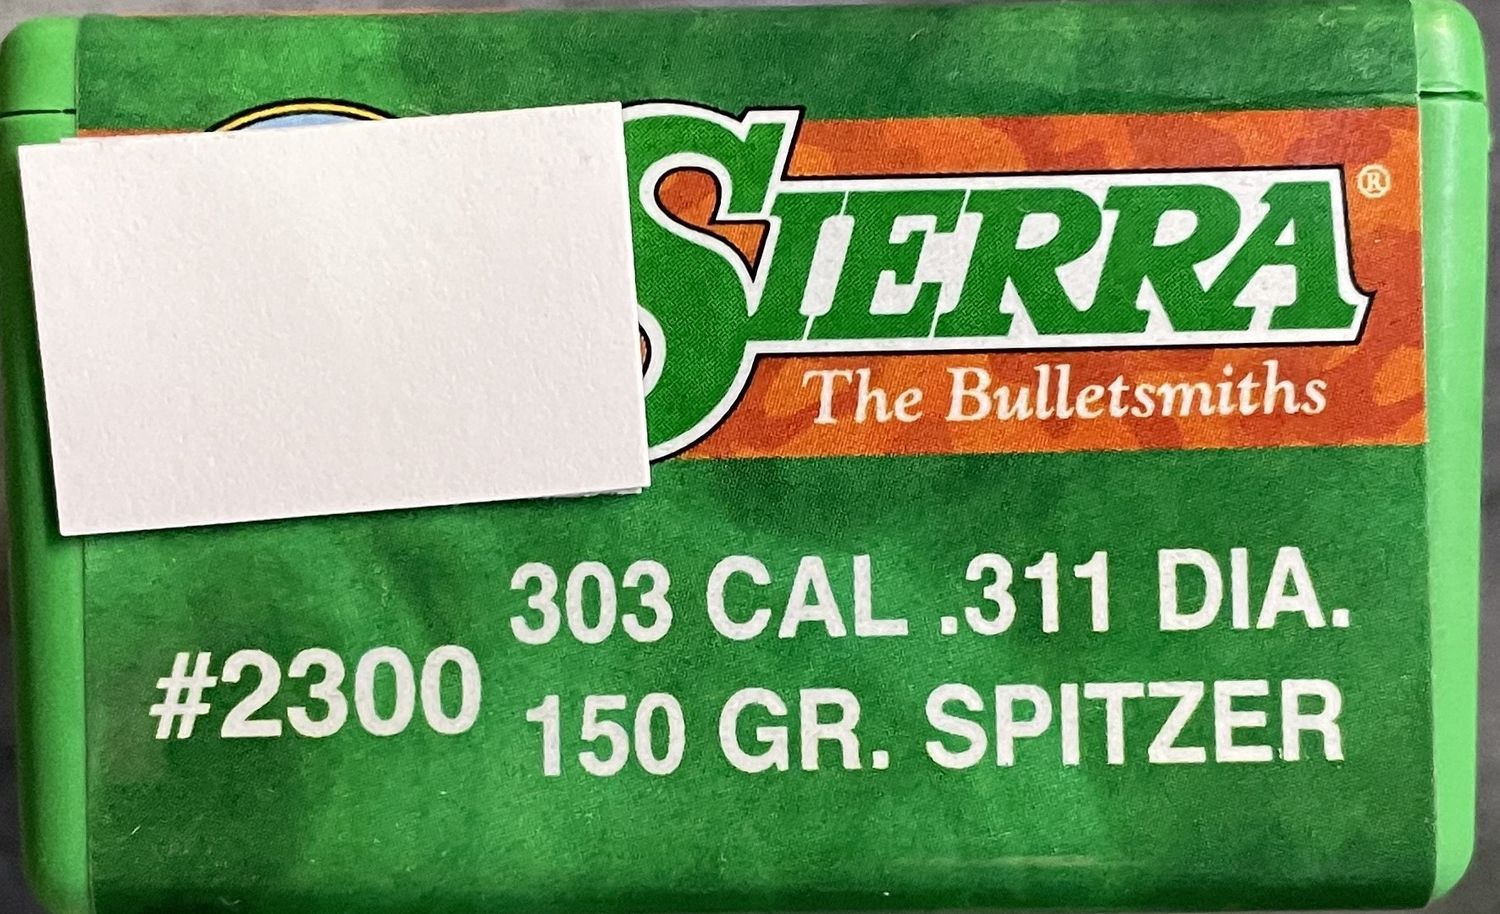 SIERRA®
The Bulletsmiths
303 CAL .311 DIA.
#2300
150 GR. SPITZER